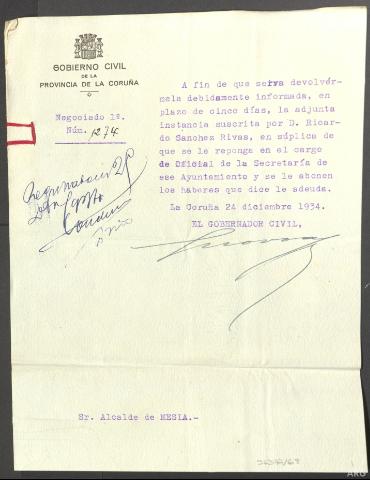 GOBIERNO CIVIL
DE LA
PROVINCIA DE LA CORUÑA
Negociado 1º.
Núm. 1274
A fin de que se sirva devolvér-
mela debidamente informada, en
plazo de cinco días, la adjunta
instancia suscrita por D. Ricar-
do Sanchez Rivas, en súplica de
que se le reponga en el cargo
de Oficial de la Secretaría de
ese Ayuntamiento y se le abonen
los haberes que dice le adeuda.
La Coruña 24 diciembre 1934.
EL GOBERNADOR CIVIL,
Sr. Alcalde de MESIA.-